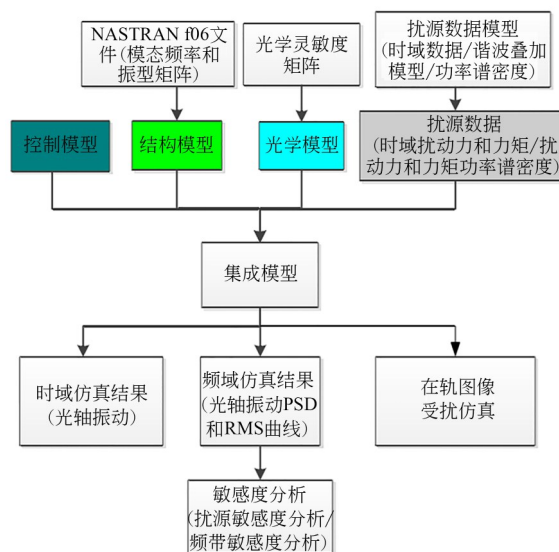 NASTRAN f06文
件(模态频率和
振型矩阵)
光学灵敏度
矩阵
扰源数据模型
(时域数据/谐波叠加
模型/功率谱密度)
控制模型
结构模型
光学模型
扰源数据
(时域扰动力和力矩/扰
动力和力矩功率谱密度)
集成模型
时域仿真结果
(光轴振动)
频域仿真结果
(光轴振动PSD
和RMS曲线)
在轨图像
受扰仿真
敏感度分析
(扰源敏感度分析/
频带敏感度分析)